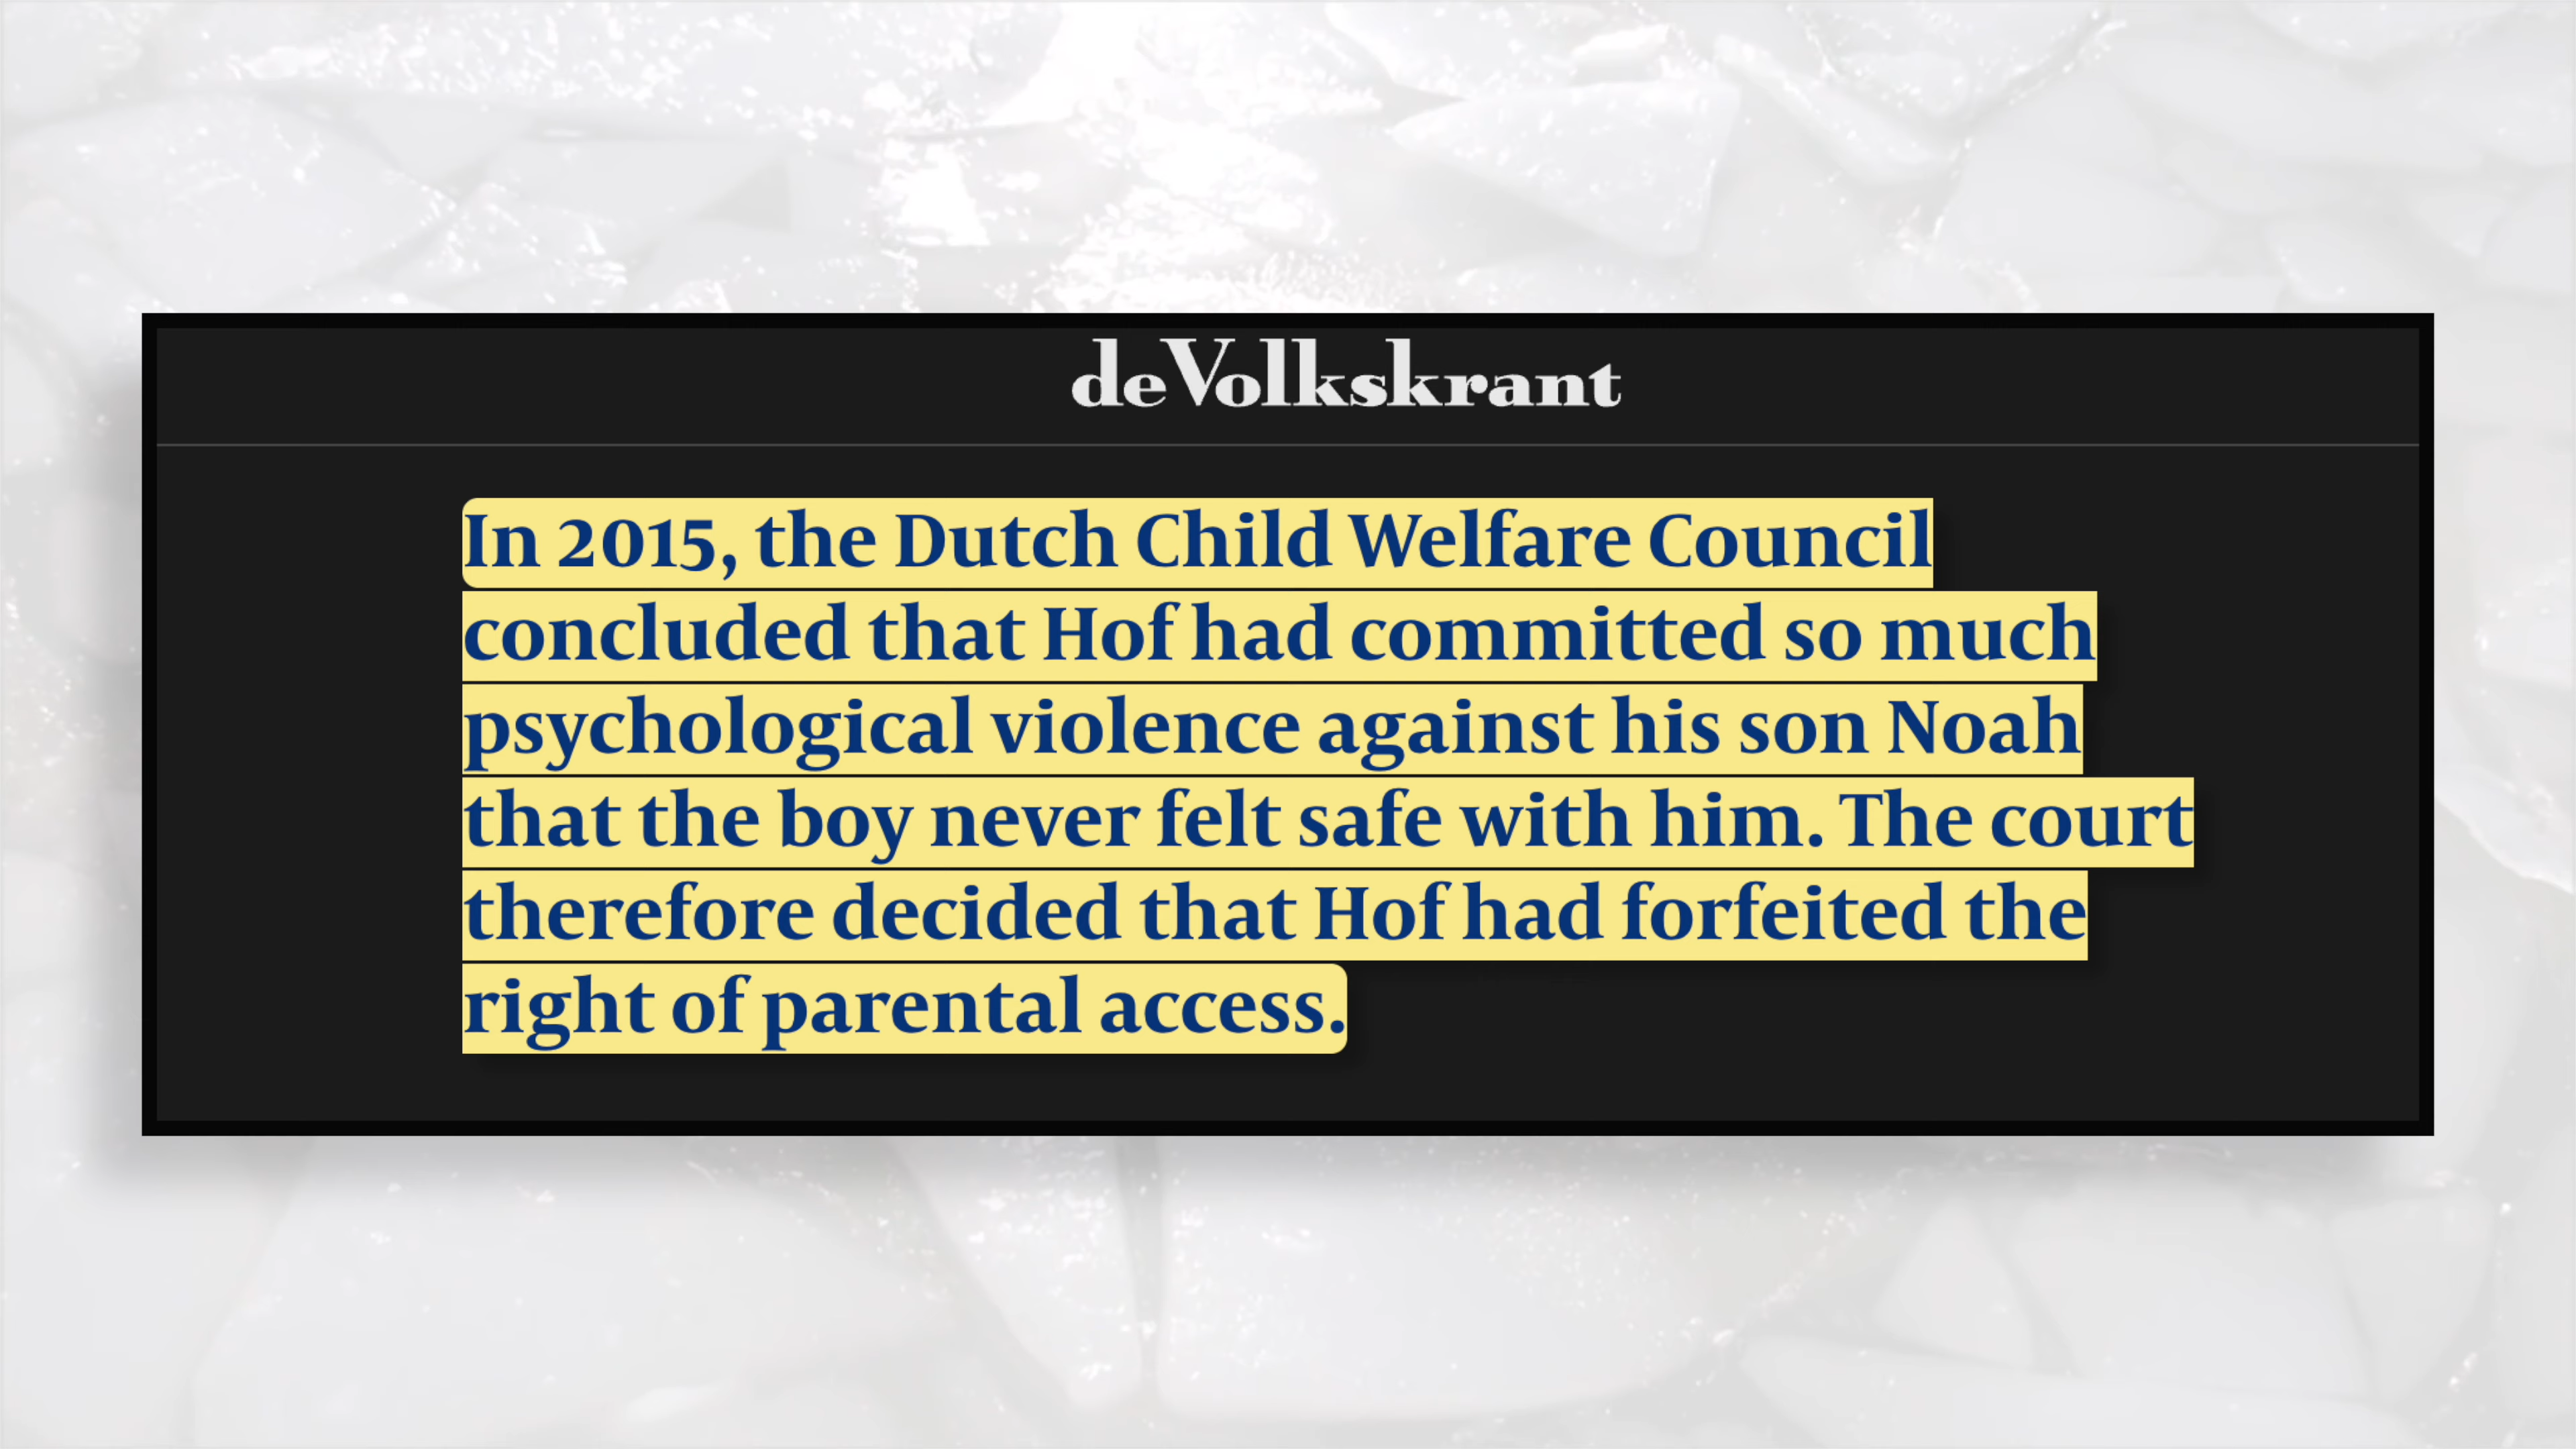 deVolkskrant
In 2015, the Dutch Child Welfare Council
concluded that Hof had committed so much
psychological violence against his son Noah
that the boy never felt safe with him. The court
therefore decided that Hof had forfeited the
right of parental access.